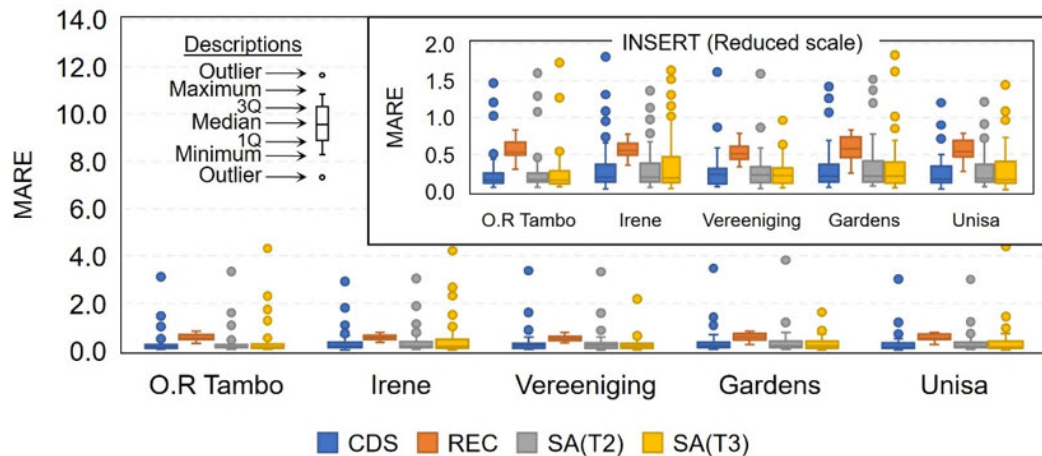 14.0
12.0
10.0
8.0
6.0
4.0
2.0
0.0
MARE
Descriptions
Outlier
Maximum
3Q
Median
1Q
Minimum
Outlier
INSERT (Reduced scale)
2.0
1.5
1.0
0.5
0.0
MARE
O.R Tambo Irene Vereeniging Gardens Unisa
O.R Tambo Irene Vereeniging Gardens Unisa
CDS REC SA(T2) SA(T3)